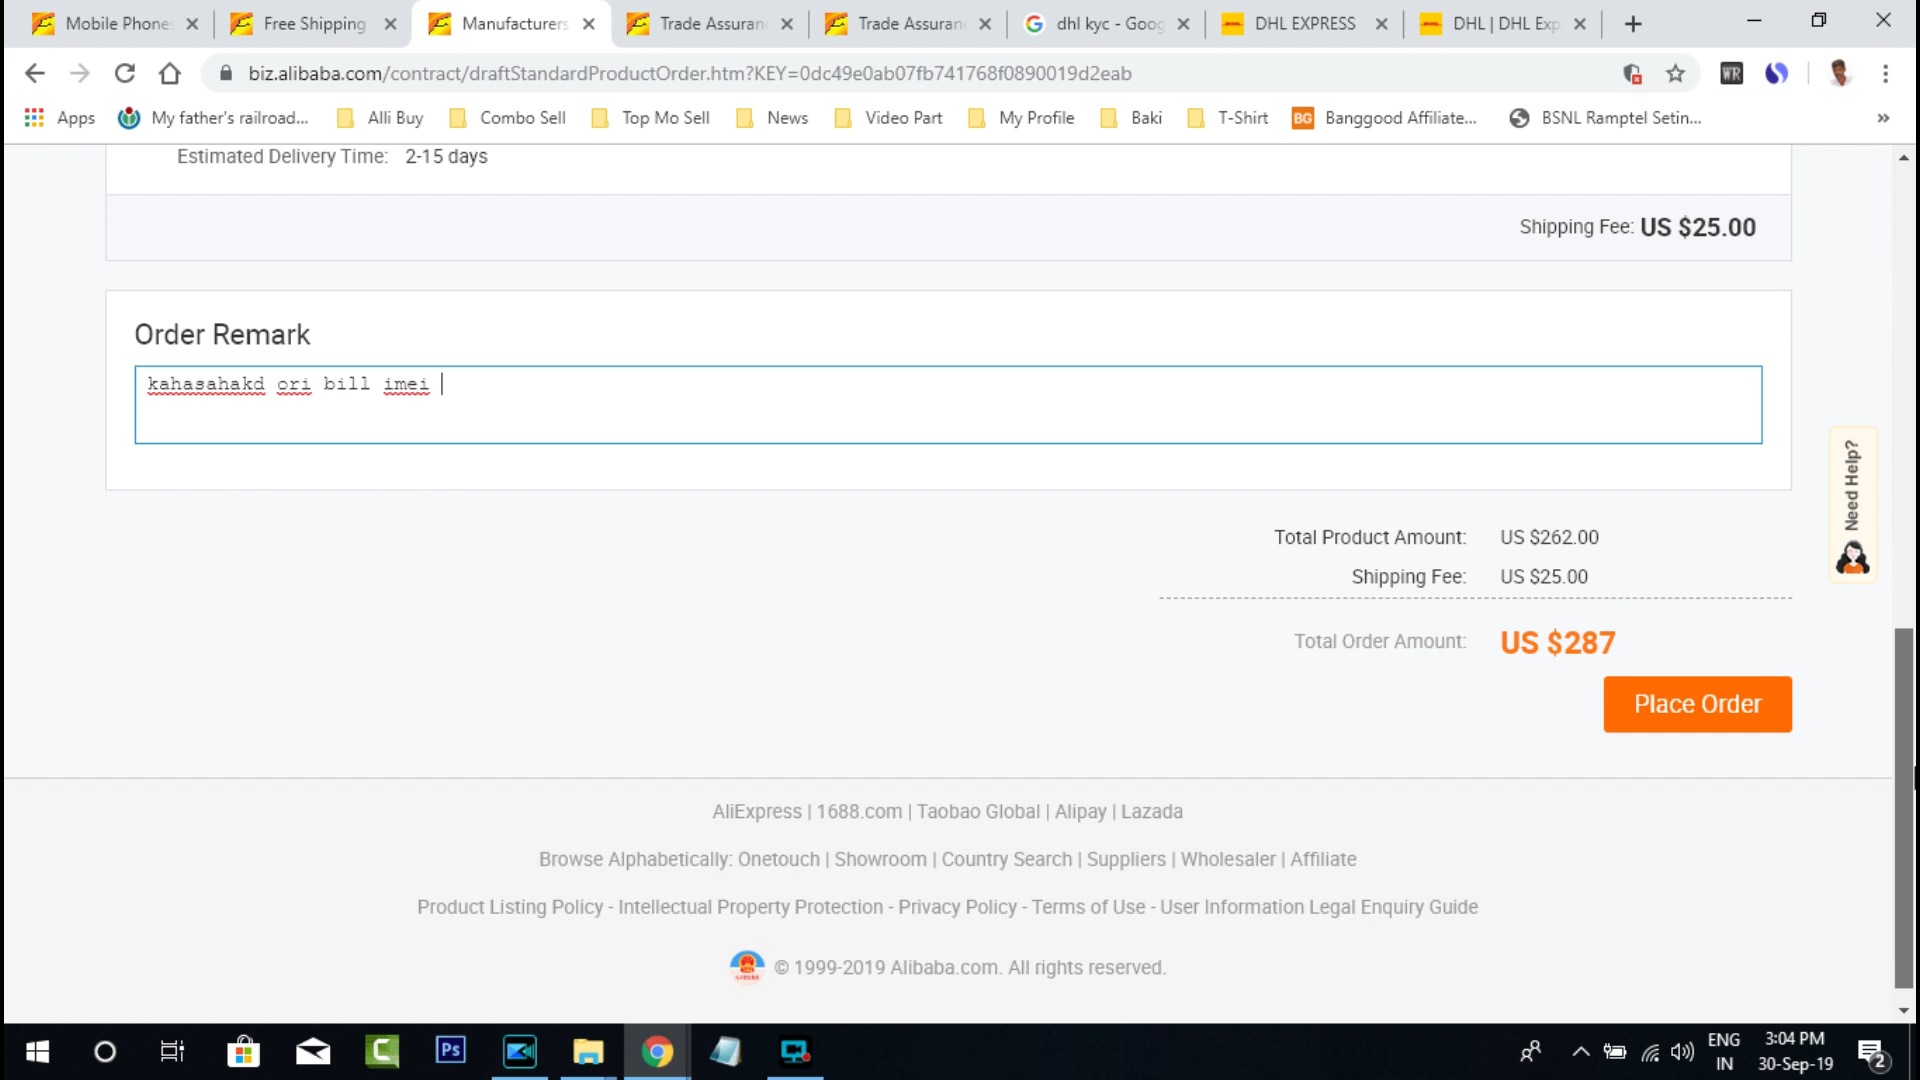 Mobile Phone
Free Shipping
Manufacturers
Trade Assuran
Trade Assuran
dhl kyc - Goog
DHL EXPRESS
DHL | DHL Exp
biz.alibaba.com/contract/draftStandardProductOrder.htm?KEY=0dc49e0ab07fb741768f0890019d2eab
WR
Apps
My father's railroad...
Alli Buy
Combo Sell
Top Mo Sell
News
Video Part
My Profile
Baki
T-Shirt
BG
Banggood Affiliate...
BSNL Ramptel Setin...
»
Estimated Delivery Time: 2-15 days
Shipping Fee: US $25.00
Order Remark
kahasahakd ori bill imei
Need Help?
Total Product Amount: US $262.00
Shipping Fee: US $25.00
Total Order Amount: US $287
Place Order
AliExpress | 1688.com | Taobao Global | Alipay | Lazada
Browse Alphabetically: Onetouch | Showroom | Country Search | Suppliers | Wholesaler | Affiliate
Product Listing Policy - Intellectual Property Protection - Privacy Policy - Terms of Use - User Information Legal Enquiry Guide
© 1999-2019 Alibaba.com. All rights reserved.
C
Ps
ENG
IN
3:04 PM
30-Sep-19
2